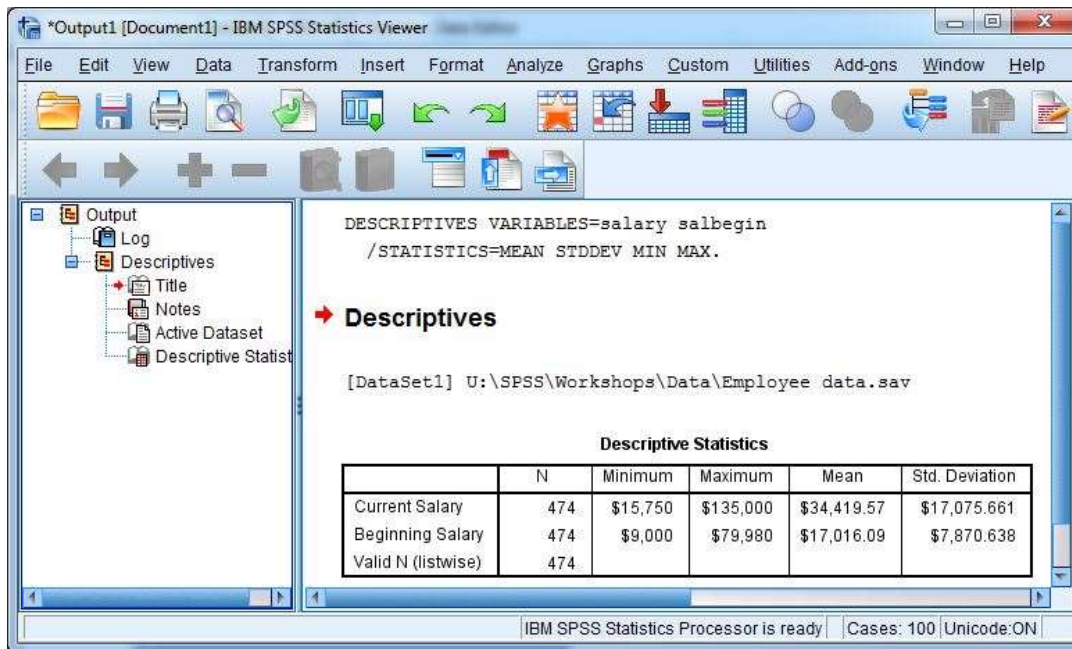 *Output1 [Document1] - IBM SPSS Statistics Viewer
File Edit View Data Transform Insert Format Analyze Graphs Custom Utilities Add-ons Window Help
Output
Log
Descriptives
Title
Notes
Active Dataset
Descriptive Statist
DESCRIPTIVES VARIABLES=salary salbegin
/STATISTICS=MEAN STDDEV MIN MAX.
Descriptives
[DataSet1] U:\SPSS\Workshops\Data\Employee data.sav
Descriptive Statistics
N Minimum Maximum Mean Std. Deviation
Current Salary 474 $15,750 $135,000 $34,419.57 $17,075.661
Beginning Salary 474 $9,000 $79,980 $17,016.09 $7,870.638
Valid N (listwise) 474
IBM SPSS Statistics Processor is ready Cases: 100 Unicode:ON